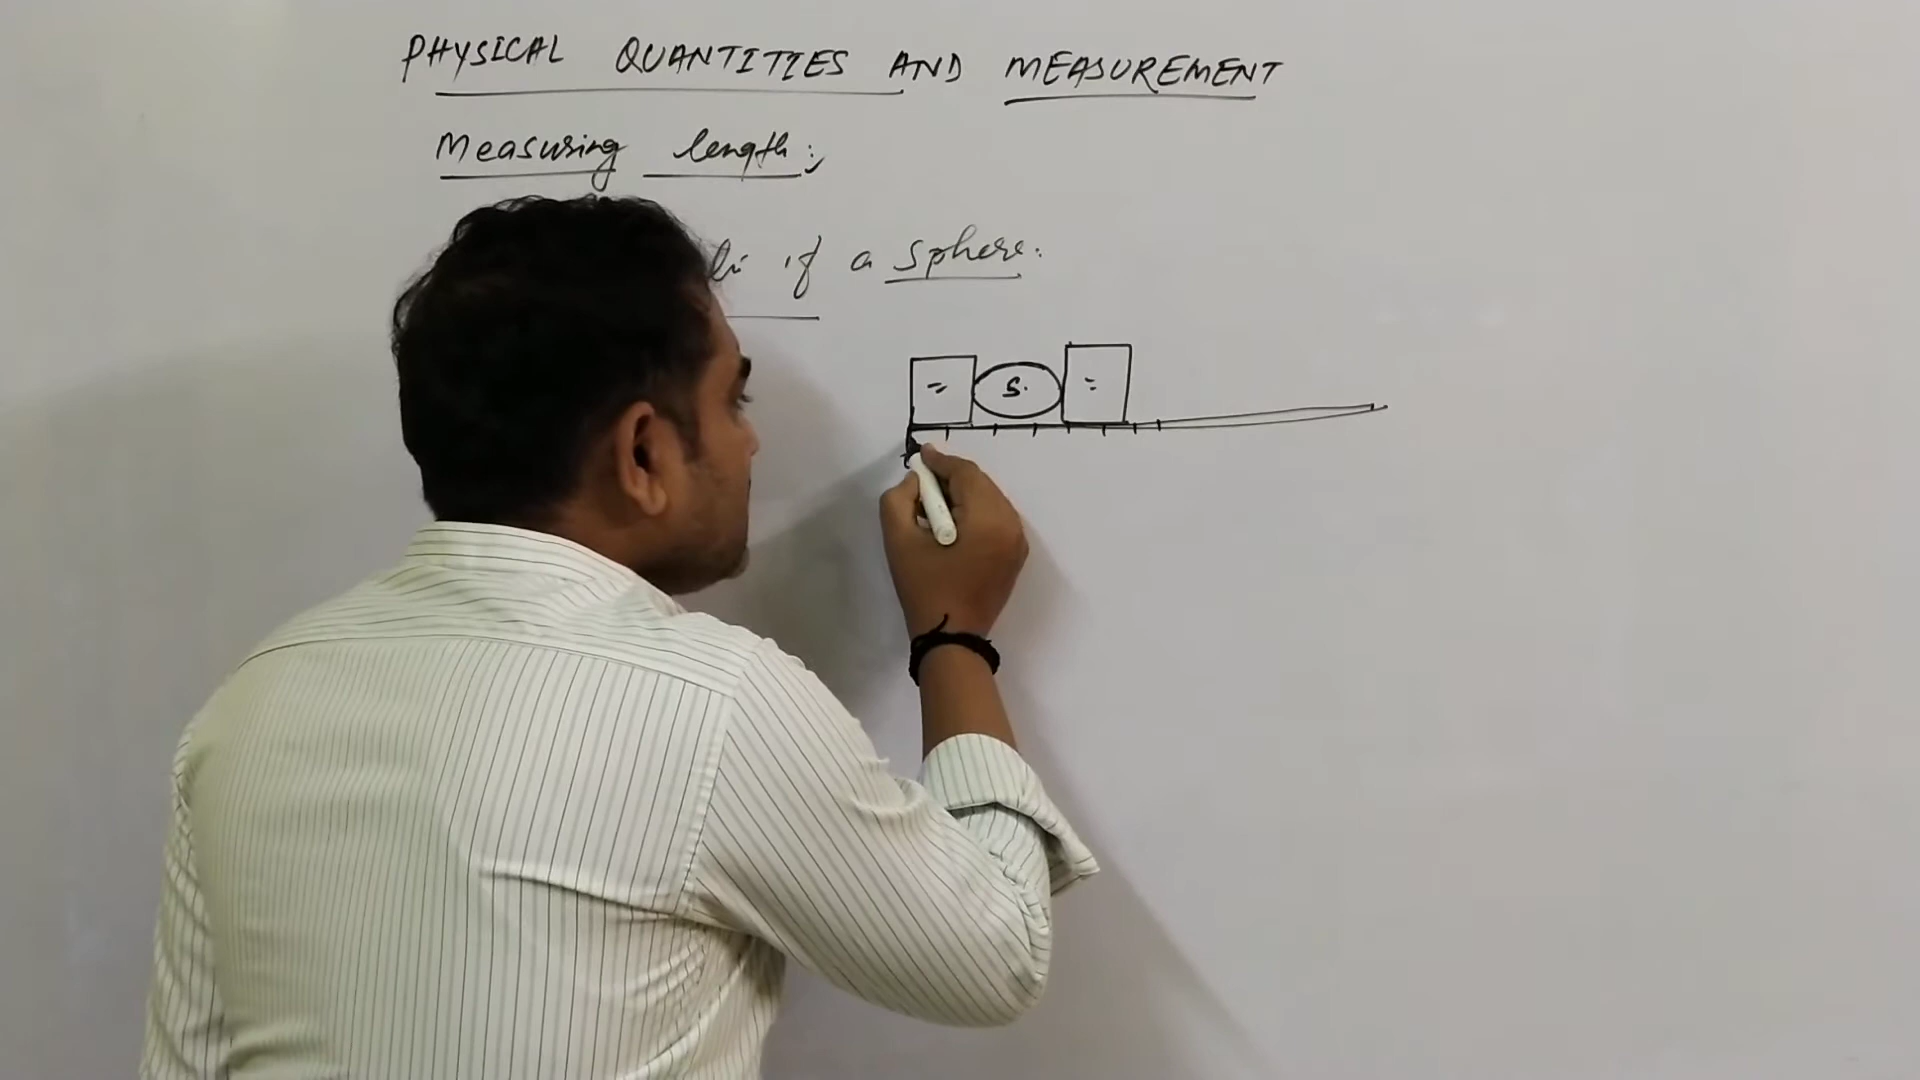 PHYSICAL QUANTITIES AND MEASUREMENT
Measuring length:
of a sphere.
S.